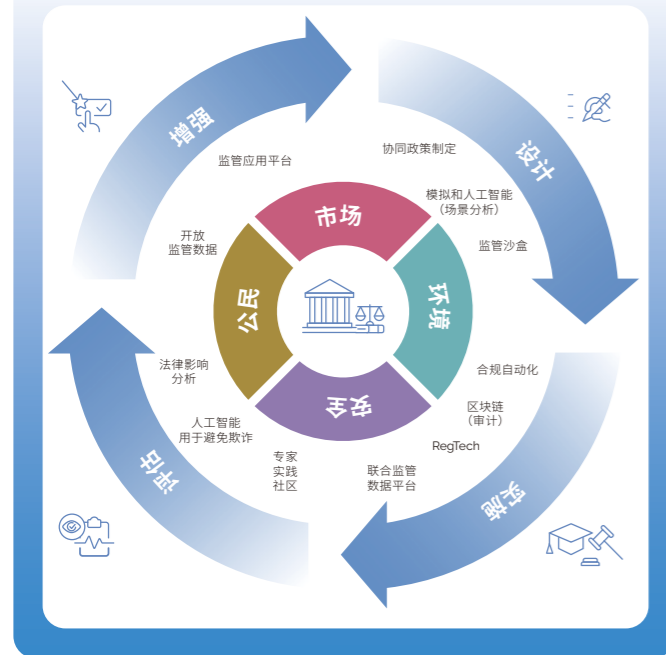 增强
设计
监管应用平台
协同政策制定
模拟和人工智能
（场景分析）
监管沙盒
开放
监管数据
市场
公民
环境
安全
法律影响
分析
人工智能
用于避免欺诈
专家
实践
社区
联合监管
数据平台
合规自动化
区块链
（审计）
RegTech
评估
实施